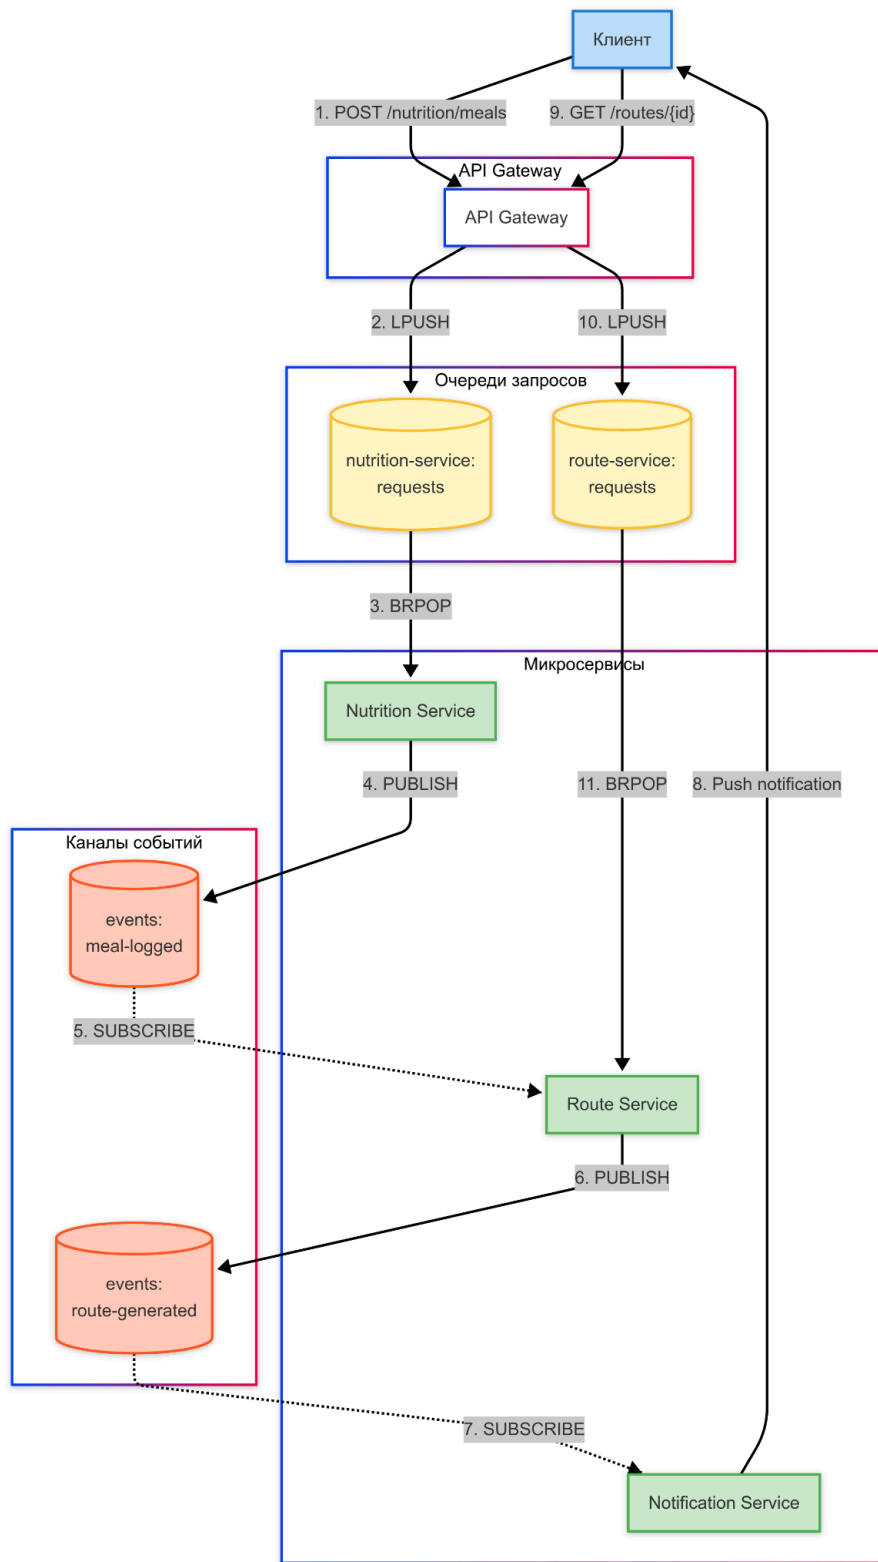 Клиент
1. POST /nutrition/meals
9. GET /routes/{id}
API Gateway
API Gateway
2. LPUSH
10. LPUSH
Очереди запросов
nutrition-service:
requests
route-service:
requests
3. BRPOP
Микросервисы
Nutrition Service
4. PUBLISH
11. BRPOP
8. Push notification
Каналы событий
events:
meal-logged
5. SUBSCRIBE
Route Service
6. PUBLISH
events:
route-generated
7. SUBSCRIBE
Notification Service